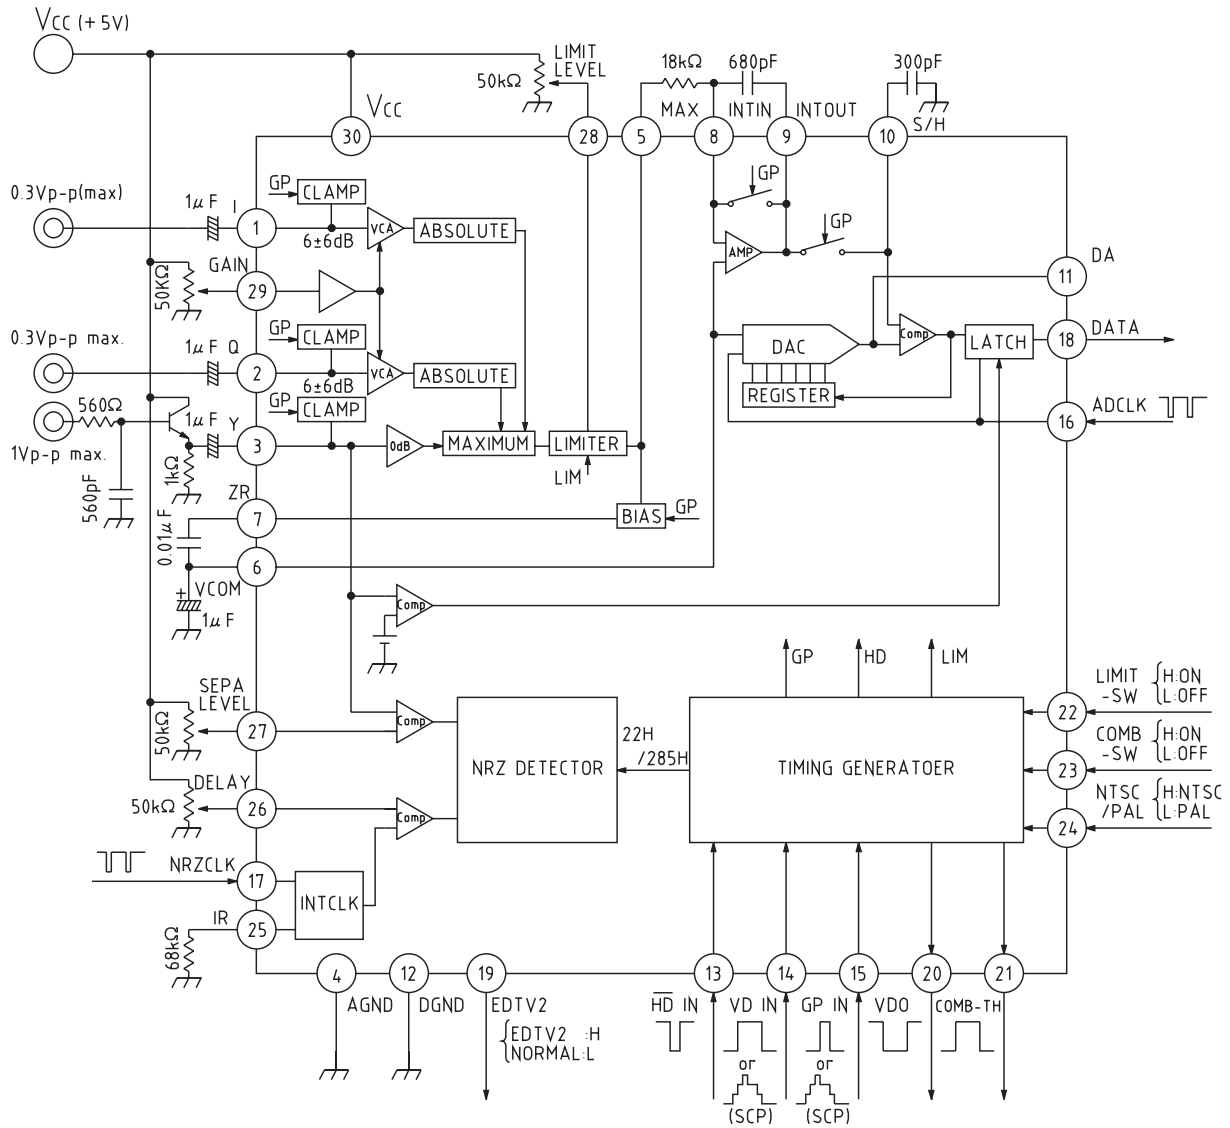 VCC (+5V)
LIMIT
LEVEL
50kΩ
18kΩ
680pF
300pF
VCC
MAX
INTIN
INTOUT
S/H
30
28
5
8
9
10
0.3Vp-p(max)
1μF
I
1
GP
CLAMP
6±6dB
VCA
ABSOLUTE
GP
GP
AMP
GAIN
50KΩ
29
DA
11
0.3Vp-p max.
1μF
Q
2
GP
CLAMP
6±6dB
VCA
ABSOLUTE
DAC
REGISTER
Comp
LATCH
18
DATA
560Ω
1μF
Y
3
GP
CLAMP
0dB
MAXIMUM
LIMITER
LIM
16
ADCLK
1Vp-p max.
1kΩ
560pF
ZR
7
BIAS
GP
0.01μF
6
VCOM
+
1μF
Comp
GP
HD
LIM
SEPA
LEVEL
50kΩ
27
Comp
NRZ DETECTOR
22H
/285H
TIMING GENERATOER
22
LIMIT
-SW
H:ON
L:OFF
23
COMB
-SW
H:ON
L:OFF
24
NTSC
/PAL
H:NTSC
L:PAL
DELAY
50kΩ
26
Comp
NRZCLK
17
INTCLK
IR
25
68kΩ
4
12
19
13
14
15
20
21
AGND
DGND
EDTV2
HD IN
VD IN
GP IN
VDO
COMB-TH
EDTV2 :H
NORMAL:L
or
(SCP)
or
(SCP)